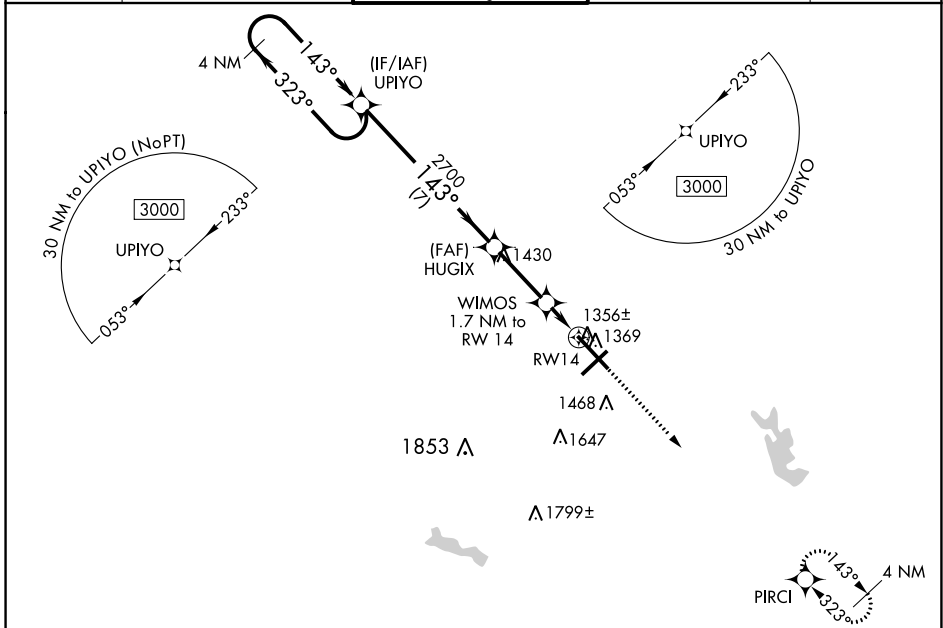 4 NM
143°
323°
(IF/IAF)
UPIYO
30 NM to UPIYO (NoPT)
3000
233°
UPIYO
053°
233°
UPIYO
053°
3000
30 NM to UPIYO
2700
143°
(7)
(FAF)
HUGIX
1430
WIMOS
1.7 NM to
RW 14
1356±
1369
RW14
1468
1853
1647
1799±
PIRCI
143°
323°
4 NM